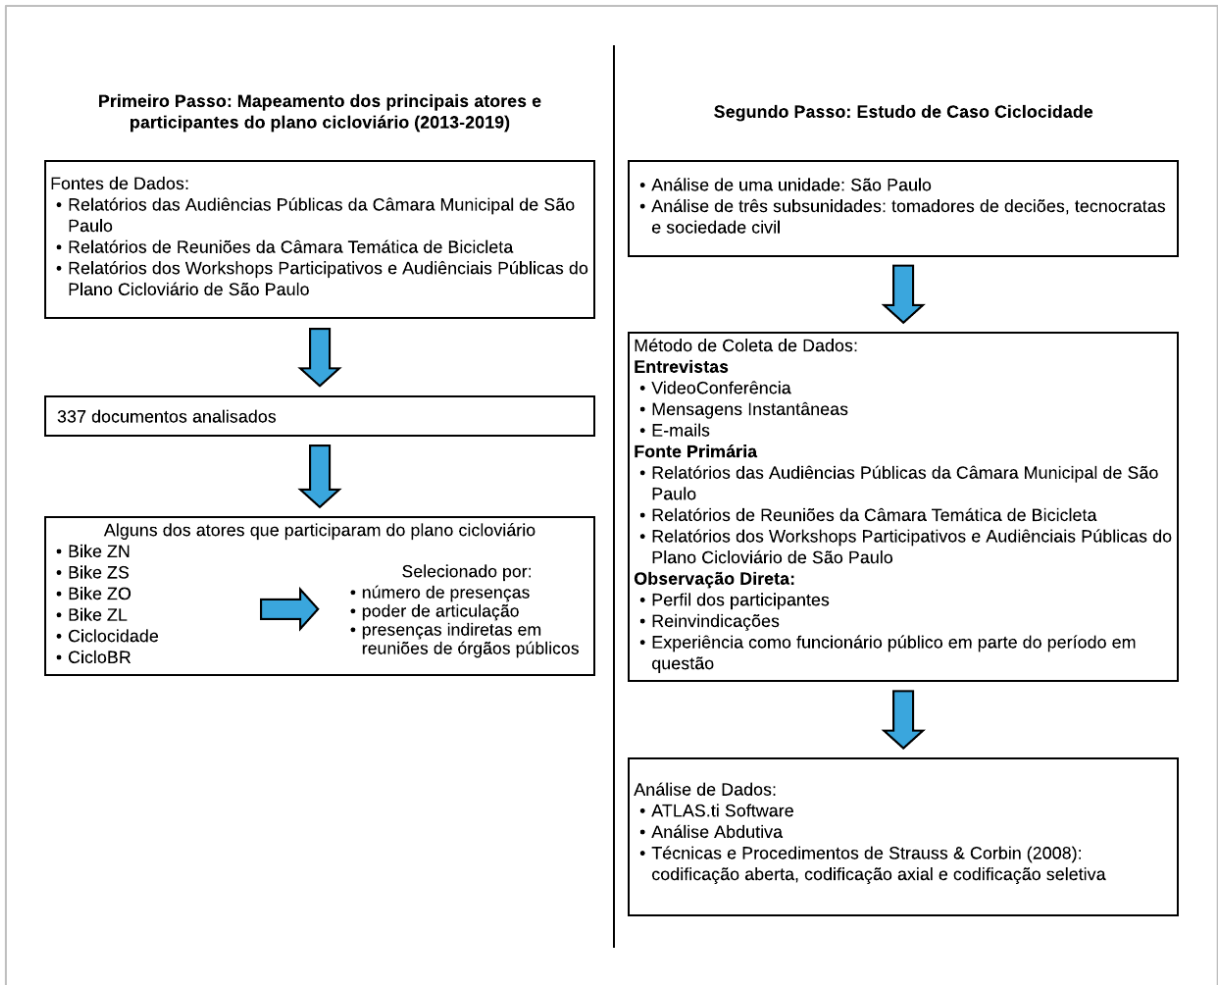 Primeiro Passo: Mapeamento dos principais atores e
participantes do plano cicloviário (2013-2019)
Fontes de Dados:
• Relatórios das Audiências Públicas da Câmara Municipal de São
Paulo
• Relatórios de Reuniões da Câmara Temática de Bicicleta
• Relatórios dos Workshops Participativos e Audiênciais Públicas do
Plano Cicloviário de São Paulo
337 documentos analisados
Alguns dos atores que participaram do plano cicloviário
• Bike ZN
• Bike ZS
• Bike ZO
• Bike ZL
• Ciclocidade
• CicloBR
Selecionado por:
• número de presenças
• poder de articulação
• presenças indiretas em
reuniões de órgãos públicos
Segundo Passo: Estudo de Caso Ciclocidade
• Análise de uma unidade: São Paulo
• Análise de três subsunidades: tomadores de deciões, tecnocratas
e sociedade civil
Método de Coleta de Dados:
Entrevistas
• VideoConferência
• Mensagens Instantâneas
• E-mails
Fonte Primária
• Relatórios das Audiências Públicas da Câmara Municipal de São
Paulo
• Relatórios de Reuniões da Câmara Temática de Bicicleta
• Relatórios dos Workshops Participativos e Audiênciais Públicas do
Plano Cicloviário de São Paulo
Observação Direta:
• Perfil dos participantes
• Reinvindicações
• Experiência como funcionário público em parte do período em
questão
Análise de Dados:
• ATLAS.ti Software
• Análise Abdutiva
• Técnicas e Procedimentos de Strauss & Corbin (2008):
codificação aberta, codificação axial e codificação seletiva